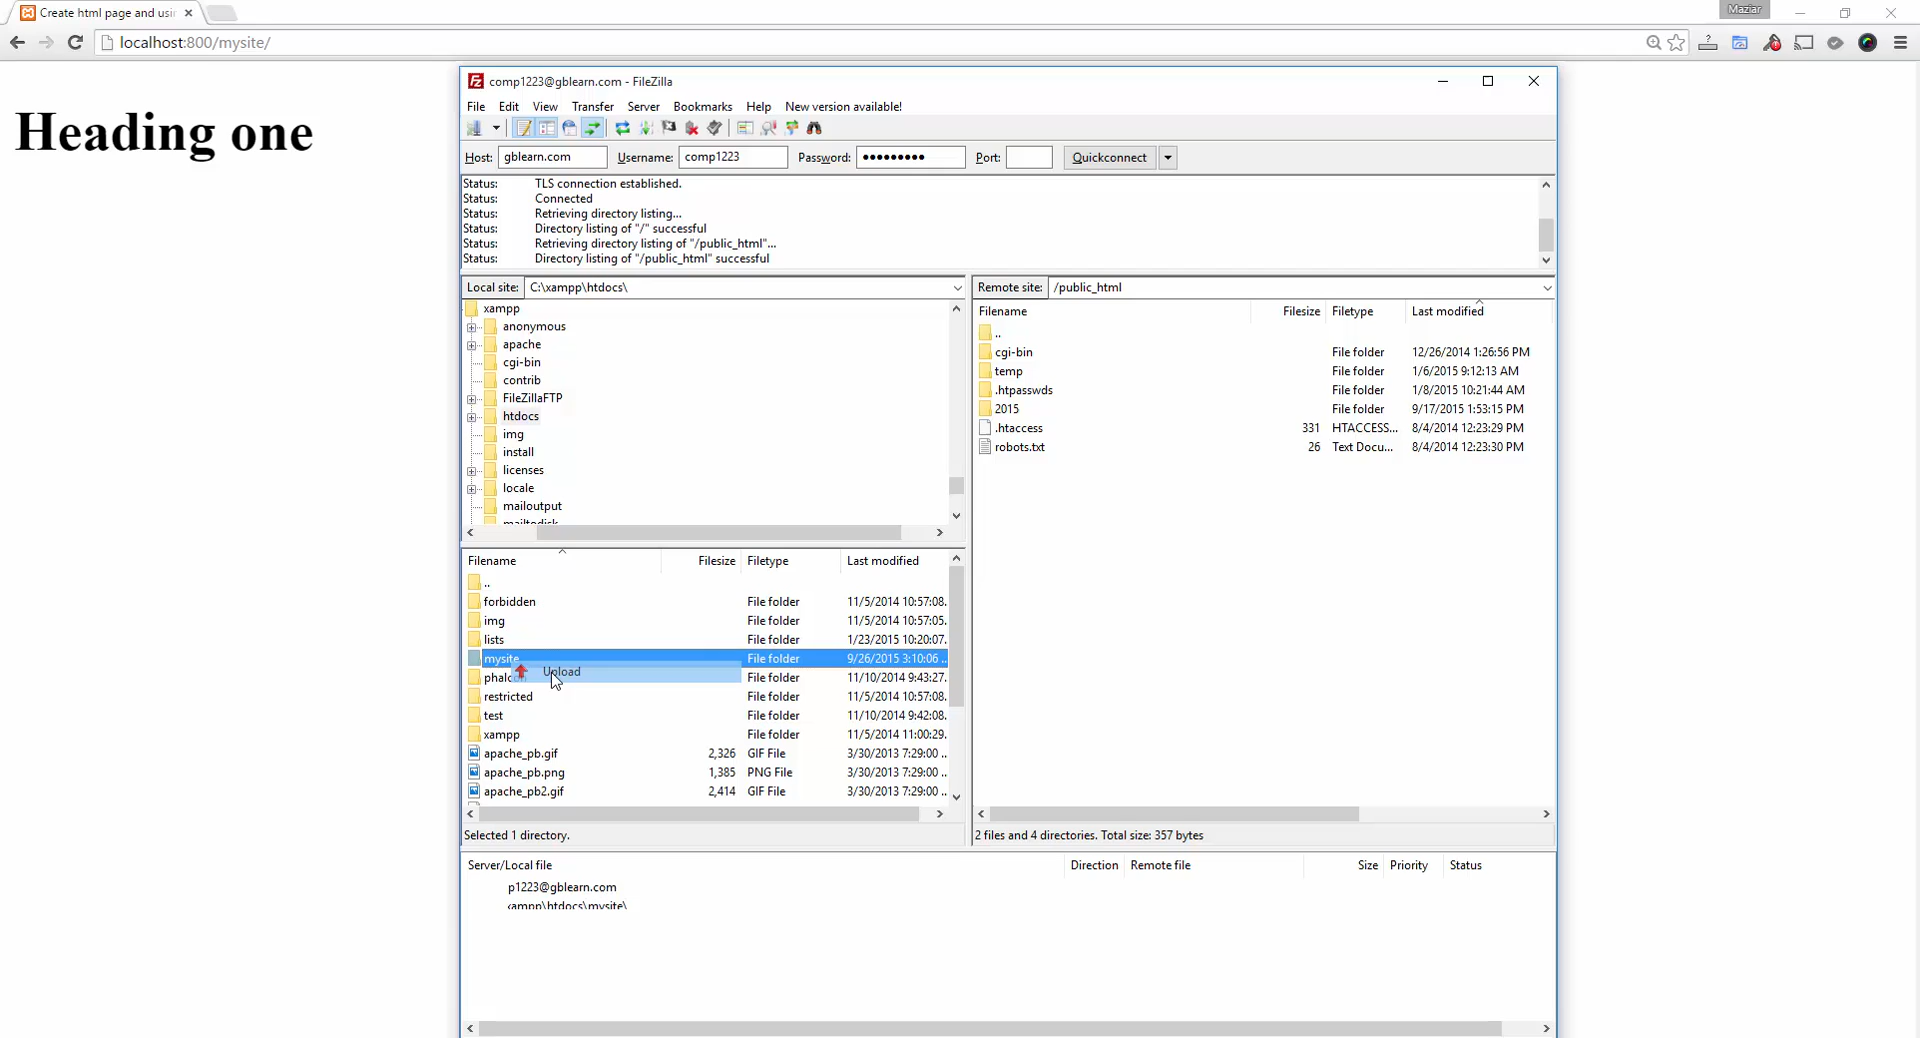 Create html page and usi
Maziar
localhost:800/mysite/
Heading one
comp1223@gblearn.com - FileZilla
File Edit View Transfer Server Bookmarks Help New version available!
Host: gblearn.com Username: comp1223 Password: ●●●●●●●●● Port: Quickconnect
Status: TLS connection established.
Status: Connected
Status: Retrieving directory listing...
Status: Directory listing of "/" successful
Status: Retrieving directory listing of "/public_html"...
Status: Directory listing of "/public_html" successful
Local site: C:\xampp\htdocs\
xampp
anonymous
apache
cgi-bin
contrib
FileZillaFTP
htdocs
img
install
licenses
locale
mailoutput
mailtodisk
Remote site: /public_html
Filename Filesize Filetype Last modified
..
cgi-bin File folder 12/26/2014 1:26:56 PM
temp File folder 1/6/2015 9:12:13 AM
.htpasswds File folder 1/8/2015 10:21:44 AM
2015 File folder 9/17/2015 1:53:15 PM
.htaccess 331 HTACCESS... 8/4/2014 12:23:29 PM
robots.txt 26 Text Docu... 8/4/2014 12:23:30 PM
Filename Filesize Filetype Last modified
..
forbidden File folder 11/5/2014 10:57:08.
img File folder 11/5/2014 10:57:05.
lists File folder 1/23/2015 10:20:07.
mysite File folder 9/26/2015 3:10:06 ..
Upload
phalc File folder 11/10/2014 9:43:27.
restricted File folder 11/5/2014 10:57:08.
test File folder 11/10/2014 9:42:08.
xampp File folder 11/5/2014 11:00:29.
apache_pb.gif 2,326 GIF File 3/30/2013 7:29:00 ..
apache_pb.png 1,385 PNG File 3/30/2013 7:29:00 ..
apache_pb2.gif 2,414 GIF File 3/30/2013 7:29:00 ..
Selected 1 directory.
2 files and 4 directories. Total size: 357 bytes
Server/Local file Direction Remote file Size Priority Status
p1223@gblearn.com
xampp\htdocs\mysite\